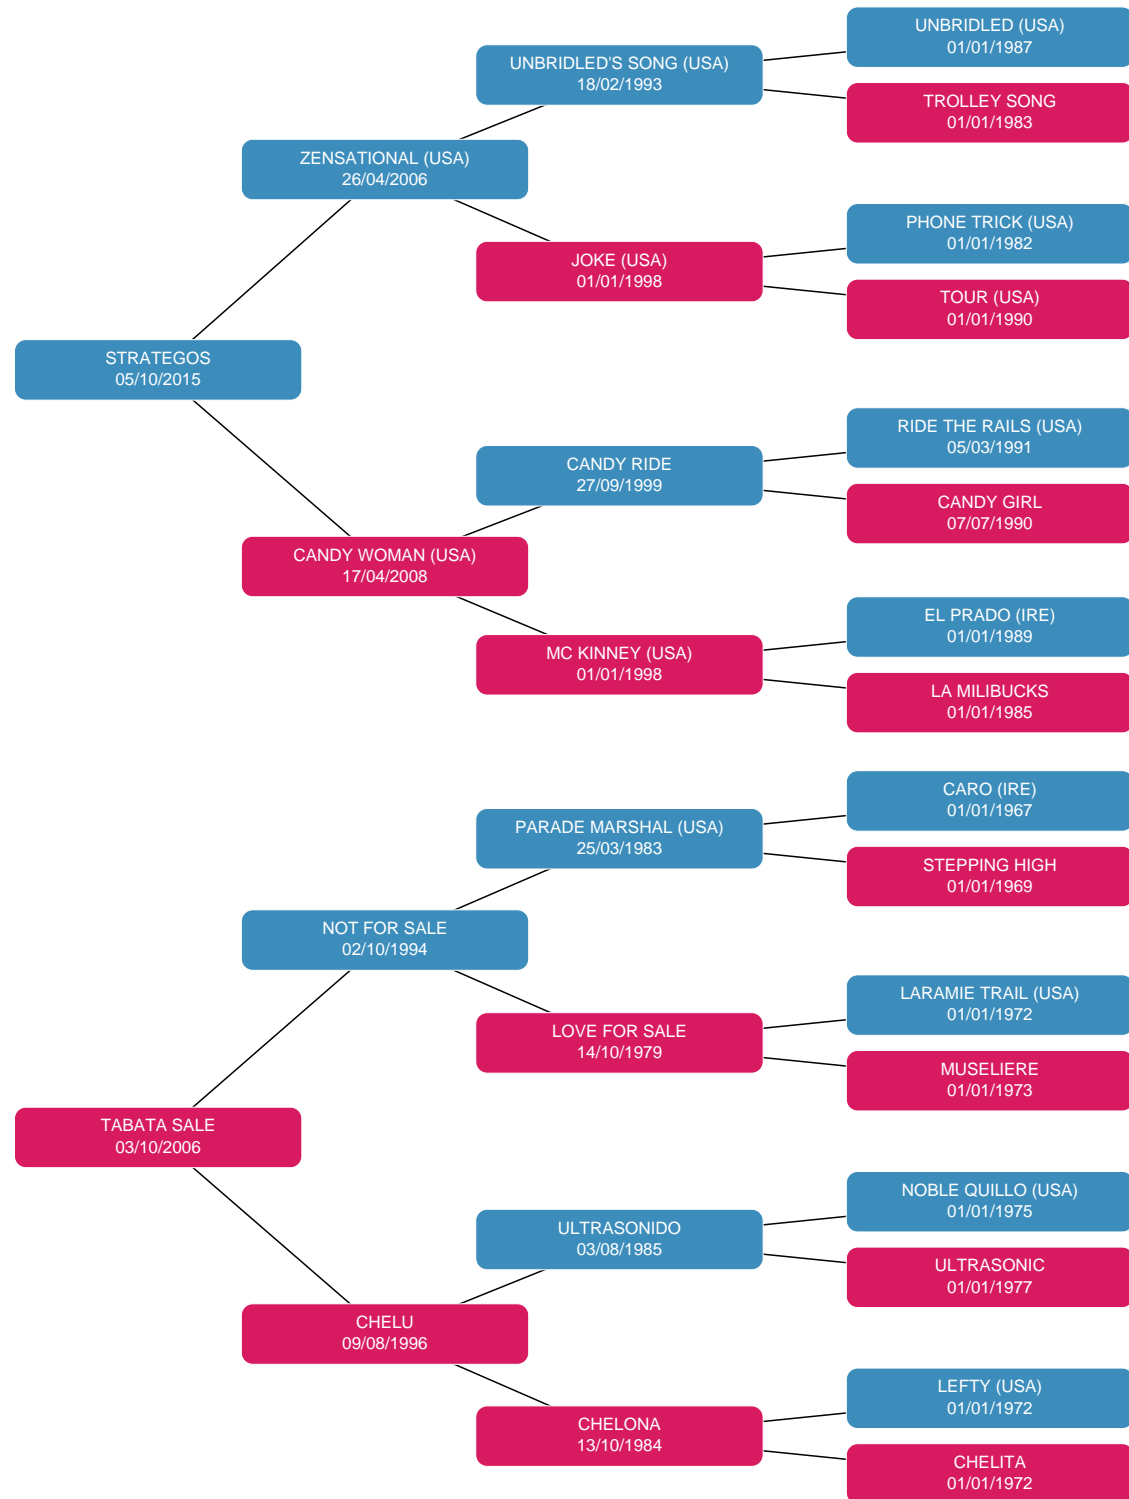 UNBRIDLED (USA)
01/01/1987
UNBRIDLED'S SONG (USA)
18/02/1993
TROLLEY SONG
01/01/1983
ZENSATIONAL (USA)
26/04/2006
PHONE TRICK (USA)
01/01/1982
JOKE (USA)
01/01/1998
TOUR (USA)
01/01/1990
STRATEGOS
05/10/2015
RIDE THE RAILS (USA)
05/03/1991
CANDY RIDE
27/09/1999
CANDY GIRL
07/07/1990
CANDY WOMAN (USA)
17/04/2008
EL PRADO (IRE)
01/01/1989
MC KINNEY (USA)
01/01/1998
LA MILIBUCKS
01/01/1985
CARO (IRE)
01/01/1967
PARADE MARSHAL (USA)
25/03/1983
STEPPING HIGH
01/01/1969
NOT FOR SALE
02/10/1994
LARAMIE TRAIL (USA)
01/01/1972
LOVE FOR SALE
14/10/1979
MUSELIERE
01/01/1973
TABATA SALE
03/10/2006
NOBLE QUILLO (USA)
01/01/1975
ULTRASONIDO
03/08/1985
ULTRASONIC
01/01/1977
CHELU
09/08/1996
LEFTY (USA)
01/01/1972
CHELONA
13/10/1984
CHELITA
01/01/1972